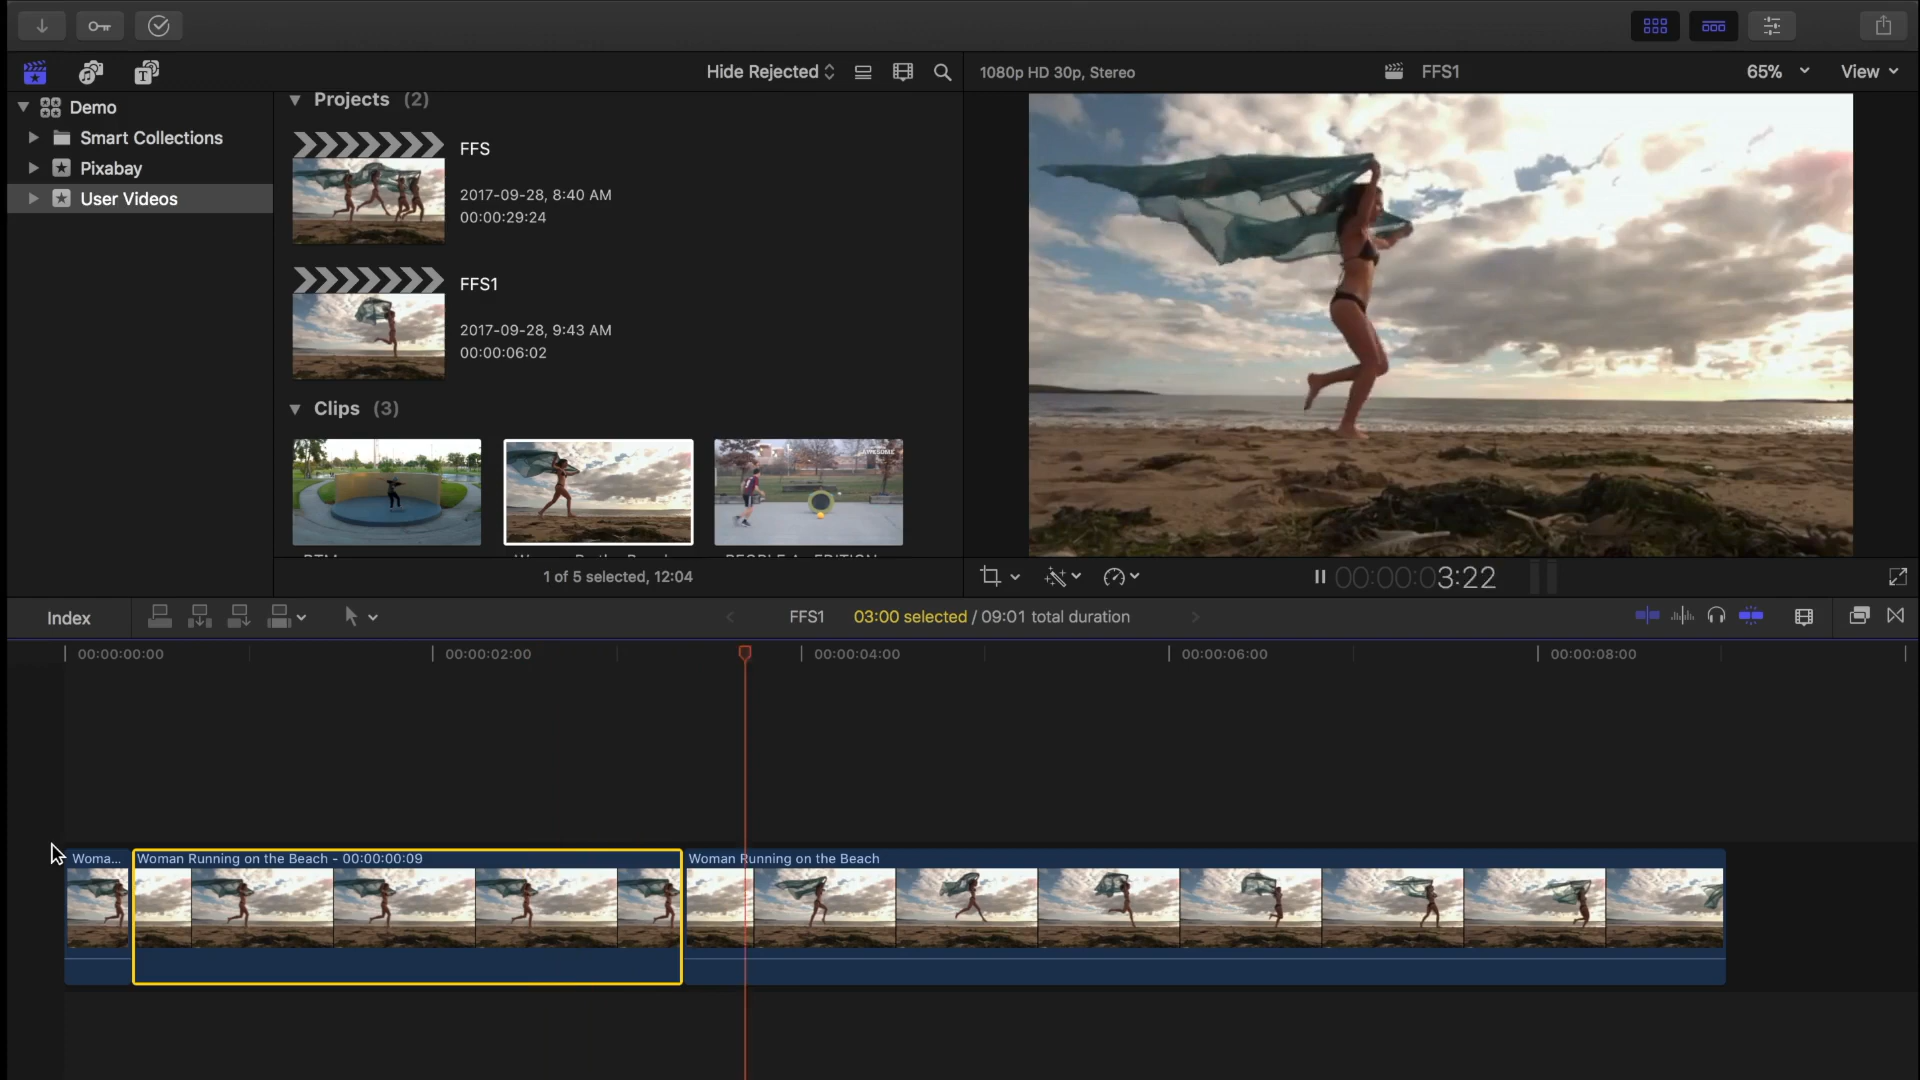 Hide Rejected
1080p HD 30p, Stereo
FFS1
65%
View
Demo
Smart Collections
Pixabay
User Videos
Projects (2)
FFS
2017-09-28, 8:40 AM
00:00:29:24
FFS1
2017-09-28, 9:43 AM
00:00:06:02
Clips (3)
AWESOME
1 of 5 selected, 12:04
00:00:03:22
Index
FFS1
03:00 selected / 09:01 total duration
00:00:00:00
00:00:02:00
00:00:04:00
00:00:06:00
00:00:08:00
Woma...
Woman Running on the Beach - 00:00:00:09
Woman Running on the Beach